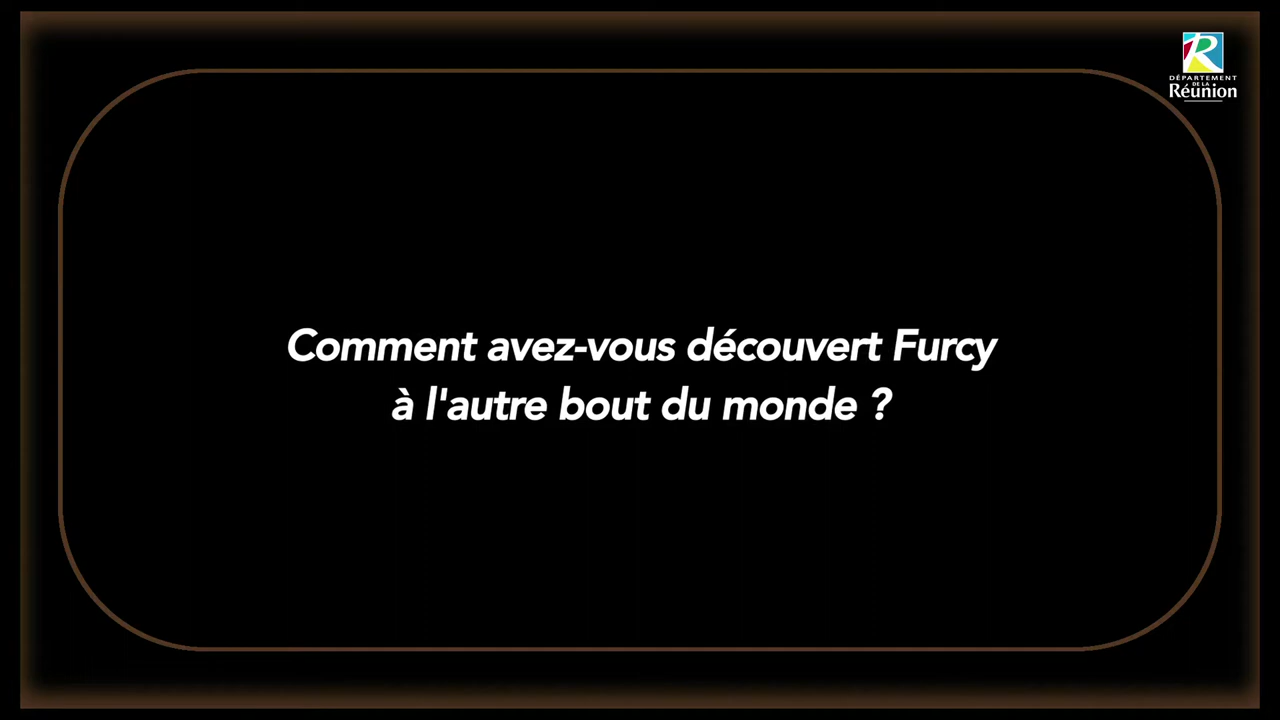 DÉPARTEMENT
DE LA
Réunion
Comment avez-vous découvert Furcy
à l'autre bout du monde ?